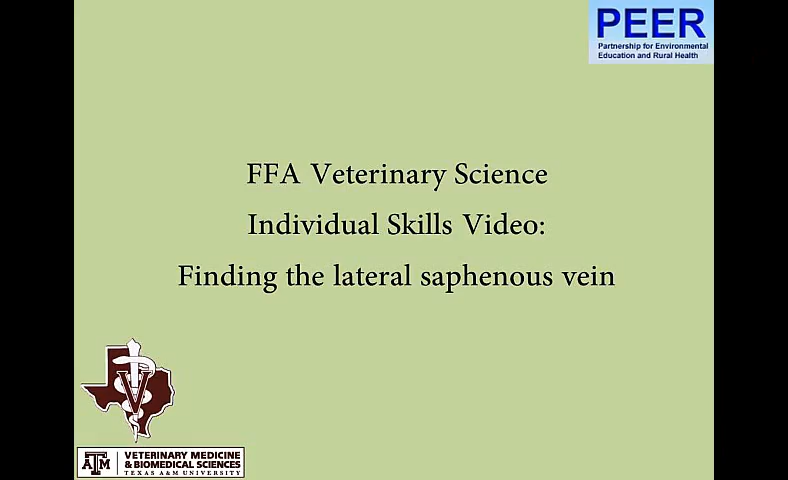 PEER
Partnership for Environmental
Education and Rural Health
FFA Veterinary Science
Individual Skills Video:
Finding the lateral saphenous vein
V
ATM
VETERINARY MEDICINE
& BIOMEDICAL SCIENCES
TEXAS A&M UNIVERSITY